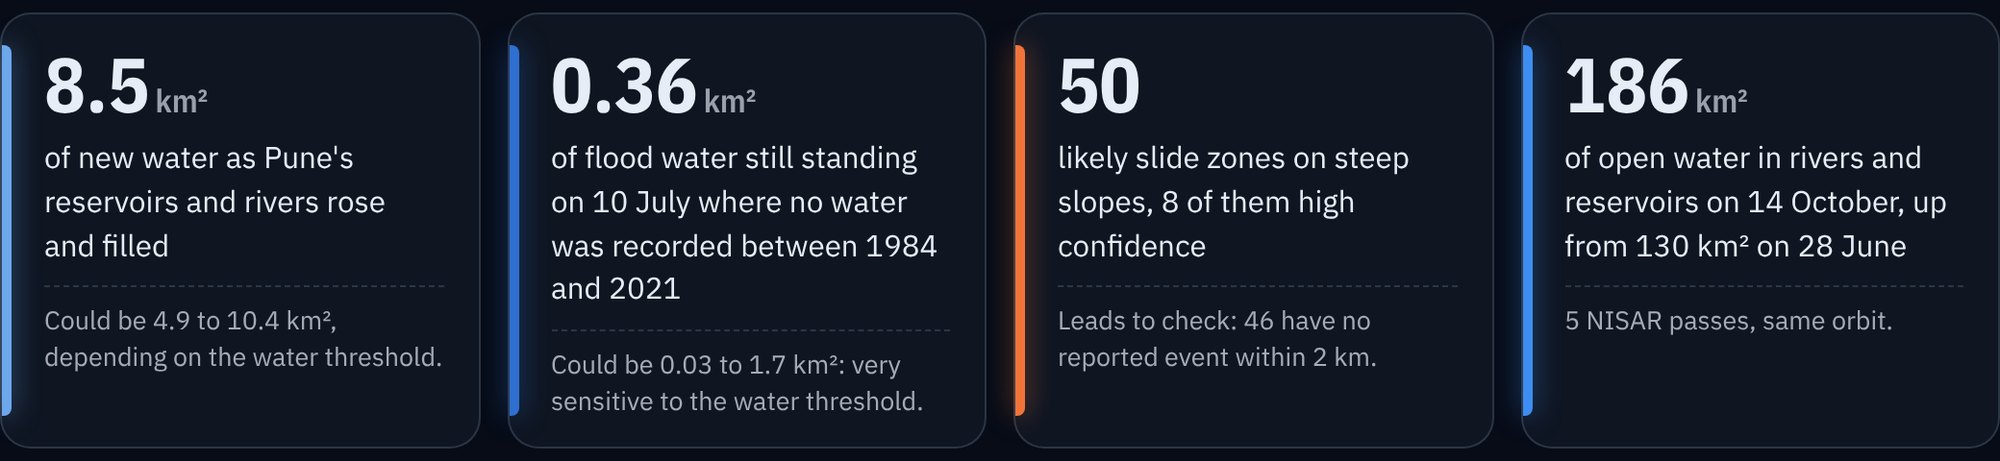 8.5 km²
of new water as Pune's
reservoirs and rivers rose
and filled
Could be 4.9 to 10.4 km²,
depending on the water threshold.
0.36 km²
of flood water still standing
on 10 July where no water
was recorded between 1984
and 2021
Could be 0.03 to 1.7 km²: very
sensitive to the water threshold.
50
likely slide zones on steep
slopes, 8 of them high
confidence
Leads to check: 46 have no
reported event within 2 km.
186 km²
of open water in rivers and
reservoirs on 14 October, up
from 130 km² on 28 June
5 NISAR passes, same orbit.